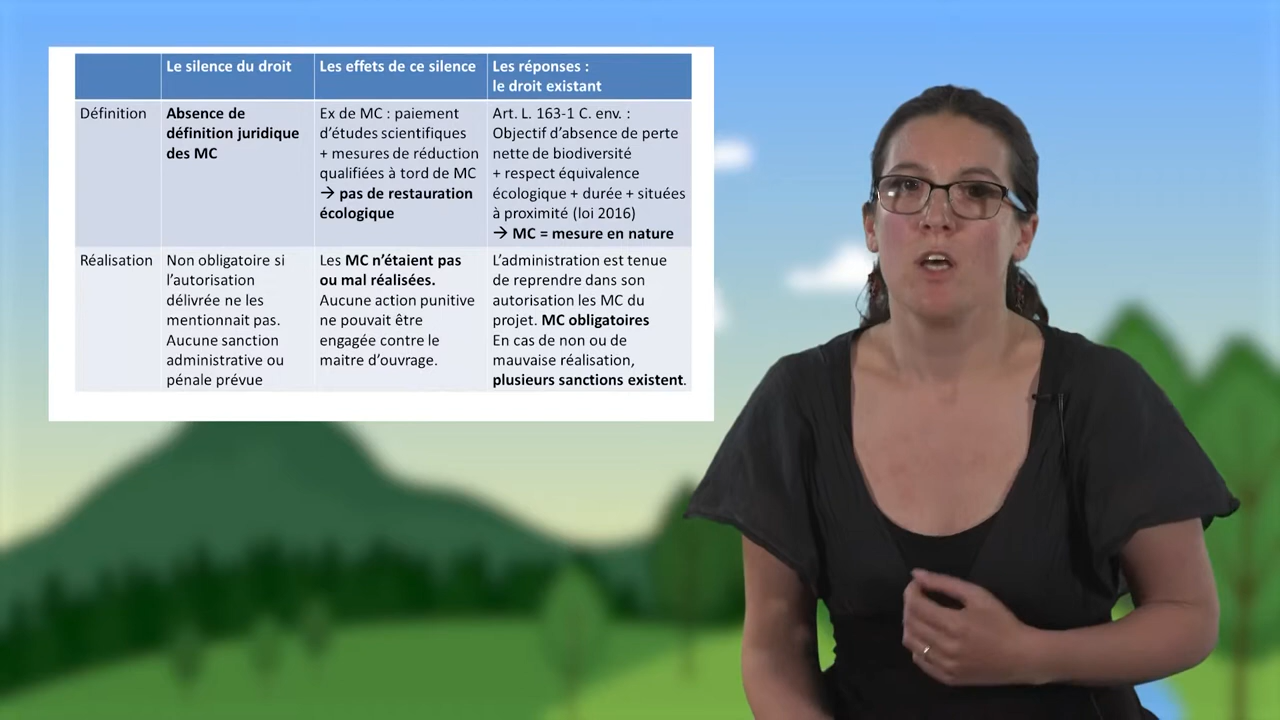 Le silence du droit
Les effets de ce silence
Les réponses :
le droit existant
Définition
Absence de
définition juridique
des MC
Ex de MC : paiement
d'études scientifiques
+ mesures de réduction
qualifiées à tord de MC
→ pas de restauration
écologique
Art. L. 163-1 C. env. :
Objectif d'absence de perte
nette de biodiversité
+ respect équivalence
écologique + durée + situées
à proximité (loi 2016)
→ MC = mesure en nature
Réalisation
Non obligatoire si
l'autorisation
délivrée ne les
mentionnait pas.
Aucune sanction
administrative ou
pénale prévue
Les MC n'étaient pas
ou mal réalisées.
Aucune action punitive
ne pouvait être
engagée contre le
maitre d'ouvrage.
L'administration est tenue
de reprendre dans son
autorisation les MC du
projet. MC obligatoires
En cas de non ou de
mauvaise réalisation,
plusieurs sanctions existent.